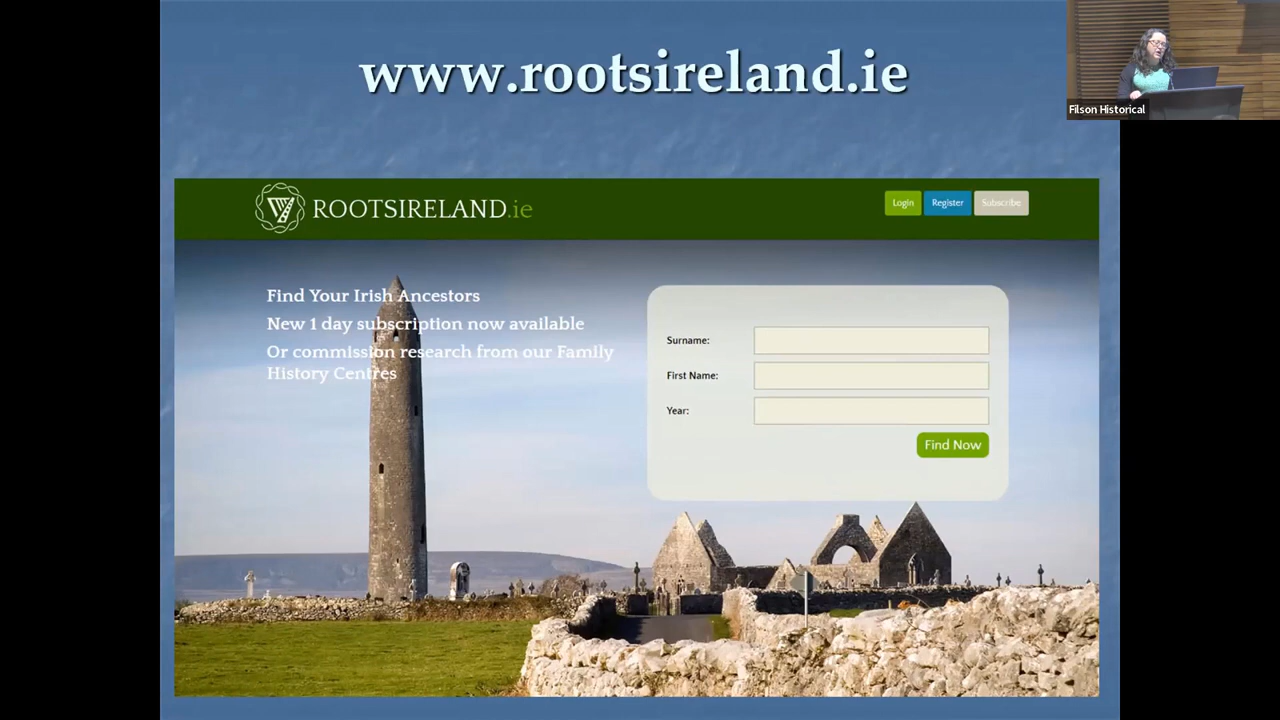 www.rootsireland.ie
Filson Historical
ROOTSIRELAND.ie
Login
Register
Subscribe
Find Your Irish Ancestors
New 1 day subscription now available
Or commission research from our Family
History Centres
Surname:
First Name:
Year:
Find Now